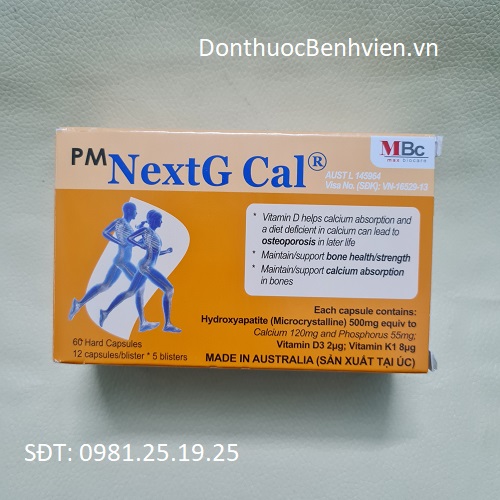 DonthuocBenhvien.vn
PM NextG Cal®
MBc
max biocare
AUST L 145964
Visa No. (SĐK): VN-16529-13
* Vitamin D helps calcium absorption and
a diet deficient in calcium can lead to
osteoporosis in later life
* Maintain/support bone health/strength
* Maintain/support calcium absorption
in bones
Each capsule contains:
Hydroxyapatite (Microcrystalline) 500mg equiv to
Calcium 120mg and Phosphorus 55mg;
Vitamin D3 2µg; Vitamin K1 8µg
60 Hard Capsules
12 capsules/blister * 5 blisters
MADE IN AUSTRALIA (SẢN XUẤT TẠI ÚC)
SĐT: 0981.25.19.25